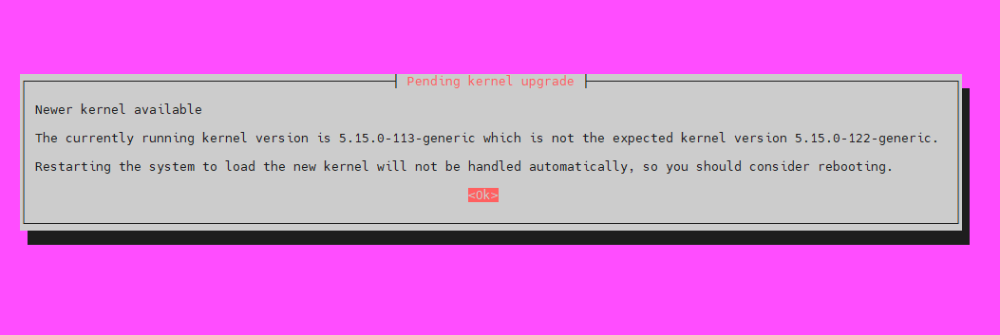 Pending kernel upgrade
Newer kernel available
The currently running kernel version is 5.15.0-113-generic which is not the expected kernel version 5.15.0-122-generic.
Restarting the system to load the new kernel will not be handled automatically, so you should consider rebooting.
<Ok>